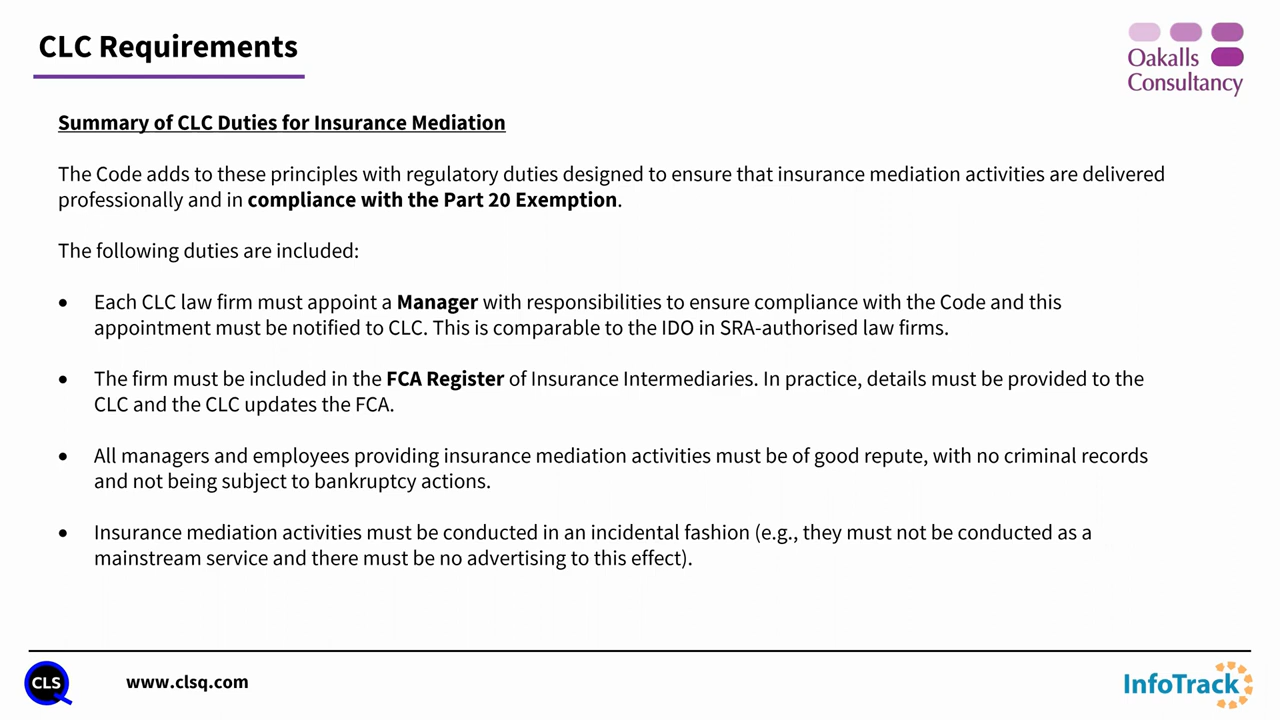 CLC Requirements
Oakalls
Consultancy
Summary of CLC Duties for Insurance Mediation
The Code adds to these principles with regulatory duties designed to ensure that insurance mediation activities are delivered
professionally and in compliance with the Part 20 Exemption.
The following duties are included:
• Each CLC law firm must appoint a Manager with responsibilities to ensure compliance with the Code and this
appointment must be notified to CLC. This is comparable to the IDO in SRA-authorised law firms.
• The firm must be included in the FCA Register of Insurance Intermediaries. In practice, details must be provided to the
CLC and the CLC updates the FCA.
• All managers and employees providing insurance mediation activities must be of good repute, with no criminal records
and not being subject to bankruptcy actions.
• Insurance mediation activities must be conducted in an incidental fashion (e.g., they must not be conducted as a
mainstream service and there must be no advertising to this effect).
CLS
www.clsq.com
InfoTrack